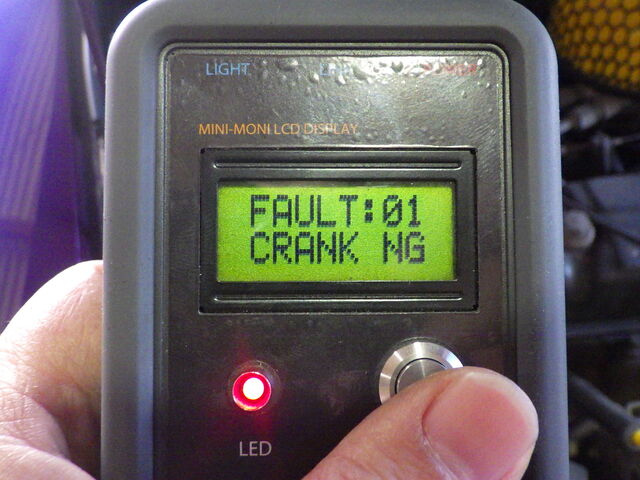 LIGHT
MINI-MONI LCD DISPLAY
FAULT:01
CRANK NG
LED